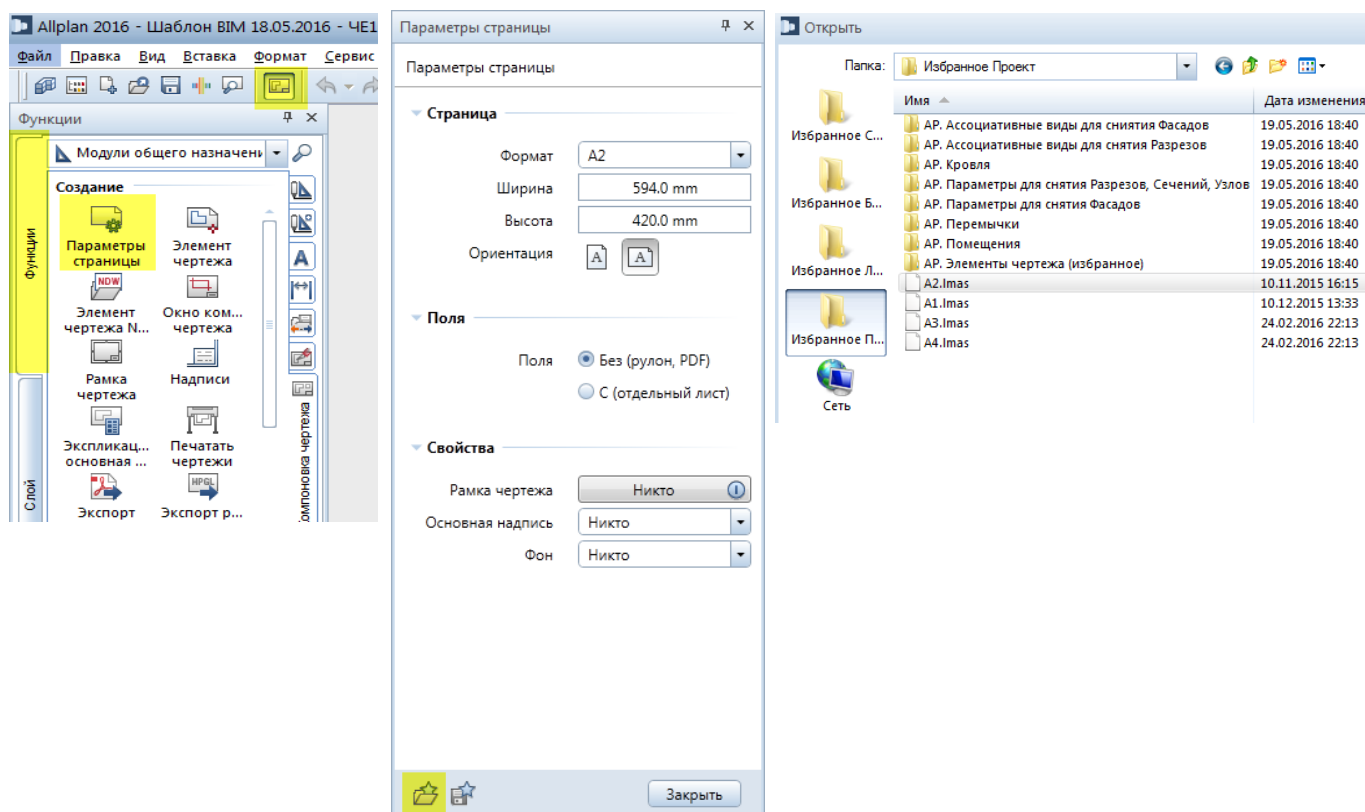 Allplan 2016 - Шаблон BIM 18.05.2016 - ЧЕ1
Файл Правка Вид Вставка Формат Сервис
Функции
Модули общего назначени
Создание
Параметры страницы
Элемент чертежа
NDW
Элемент чертежа N...
Окно ком... чертежа
Рамка чертежа
Надписи
Экспликац... основная ...
Печатать чертежи
HPGL
Экспорт
Экспорт р...
Функции
Слой
A
Компоновка чертежа
Параметры страницы
Параметры страницы
Страница
Формат A2
Ширина 594.0 mm
Высота 420.0 mm
Ориентация A A
Поля
Поля Без (рулон, PDF)
С (отдельный лист)
Свойства
Рамка чертежа Никто
Основная надпись Никто
Фон Никто
Закрыть
Открыть
Папка: Избранное Проект
Имя Дата изменения
Избранное С...
Избранное Б...
Избранное Л...
Избранное П...
Сеть
АР. Ассоциативные виды для сниятия Фасадов 19.05.2016 18:40
АР. Ассоциативные виды для снятия Разрезов 19.05.2016 18:40
АР. Кровля 19.05.2016 18:40
АР. Параметры для снятия Разрезов, Сечений, Узлов 19.05.2016 18:40
АР. Параметры для снятия Фасадов 19.05.2016 18:40
АР. Перемычки 19.05.2016 18:40
АР. Помещения 19.05.2016 18:40
АР. Элементы чертежа (избранное) 19.05.2016 18:40
A2.lmas 10.11.2015 16:15
A1.lmas 10.12.2015 13:33
A3.lmas 24.02.2016 22:13
A4.lmas 24.02.2016 22:13